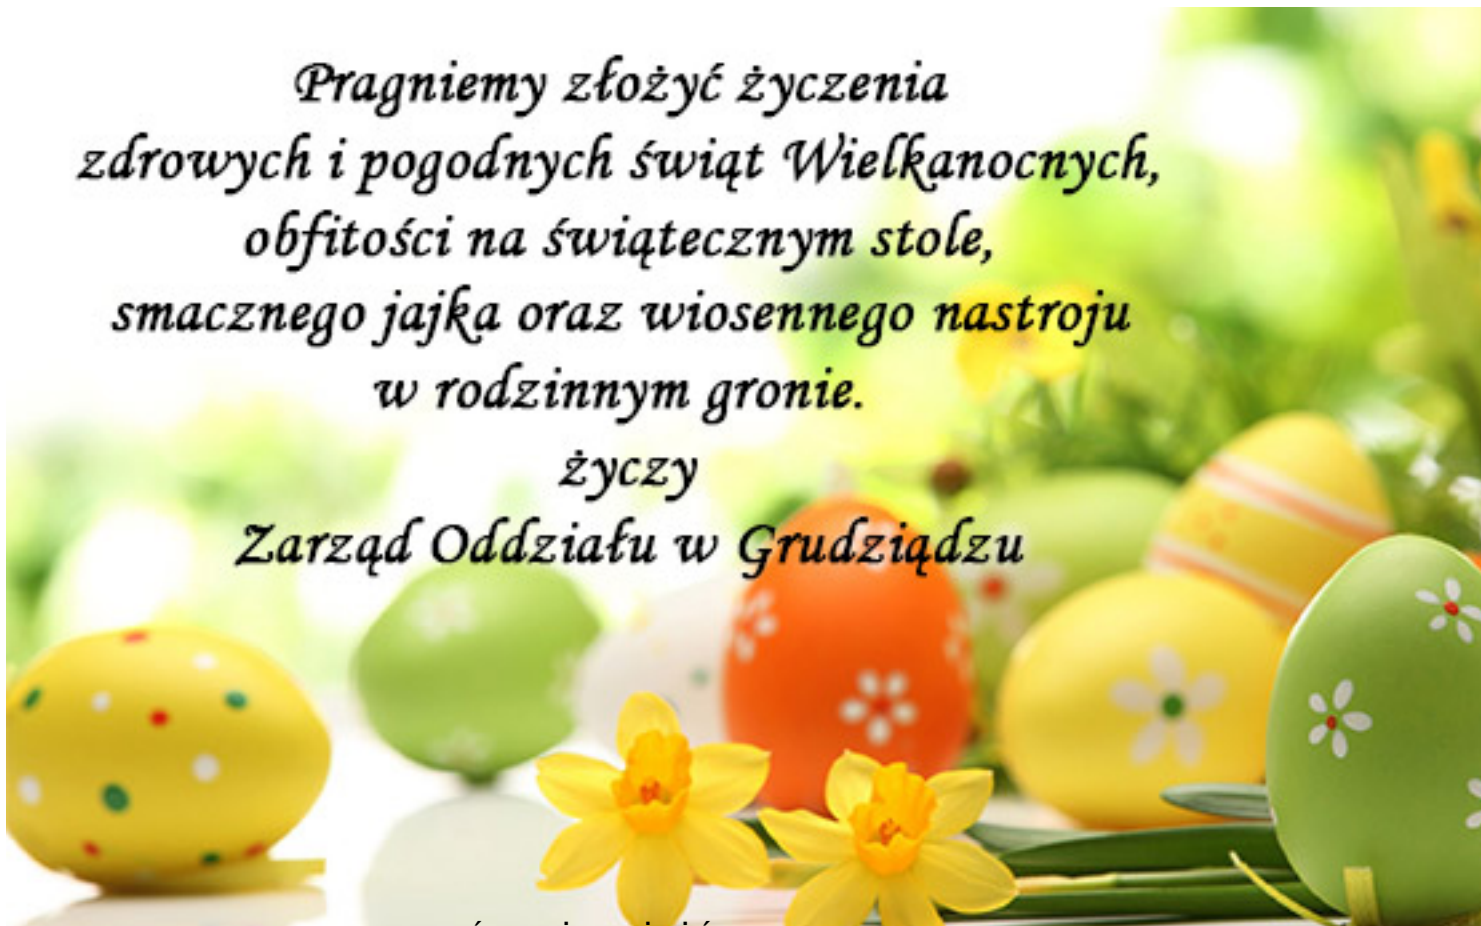 Pragniemy złożyć życzenia
zdrowych i pogodnych świąt Wielkanocnych,
obfitości na świątecznym stole,
smacznego jajka oraz wiosennego nastroju
w rodzinnym gronie.
życzy
Zarząd Oddziału w Grudziądzu